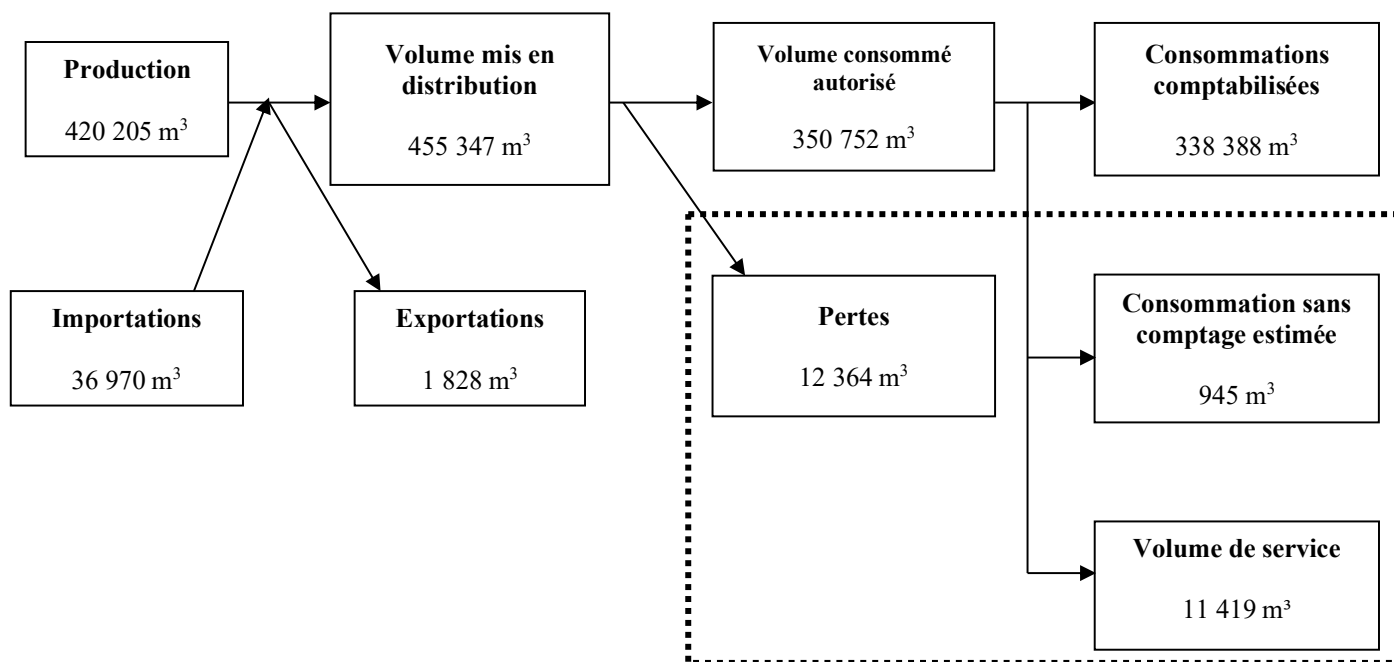 Production
420 205 m³
Volume mis en
distribution
455 347 m³
Volume consommé
autorisé
350 752 m³
Consommations
comptabilisées
338 388 m³
Importations
36 970 m³
Exportations
1 828 m³
Pertes
12 364 m³
Consommation sans
comptage estimée
945 m³
Volume de service
11 419 m³